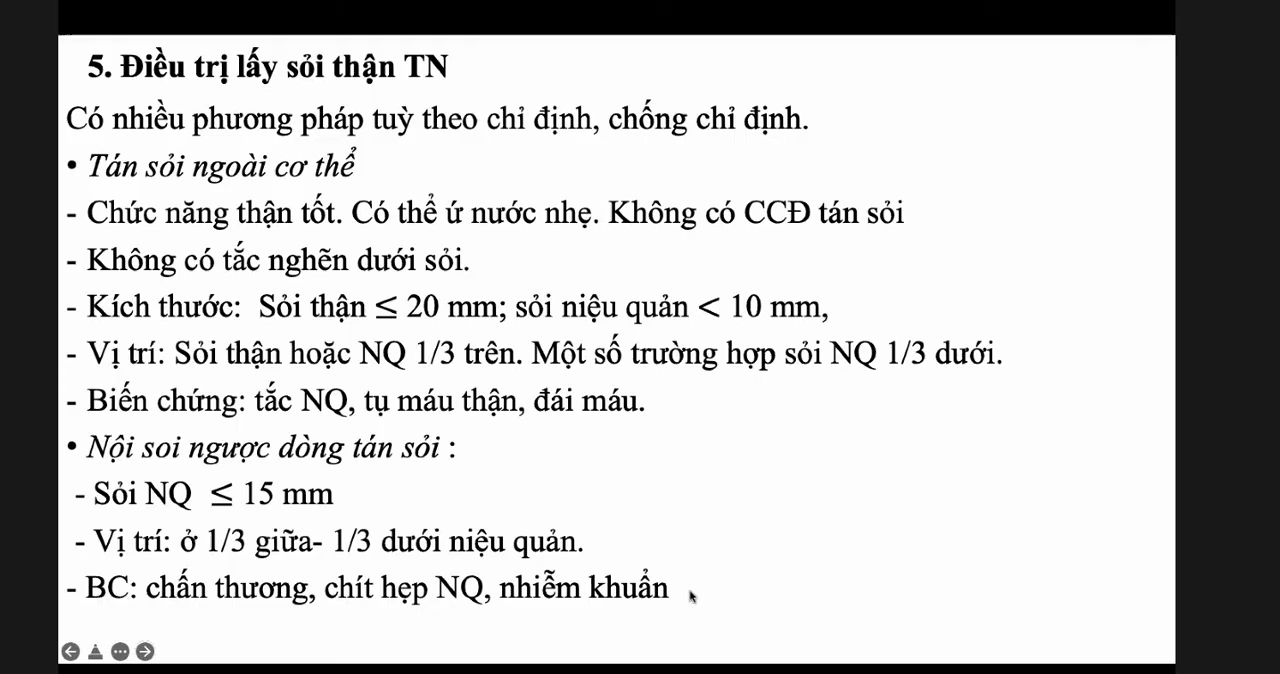 5. Điều trị lấy sỏi thận TN
Có nhiều phương pháp tuỳ theo chỉ định, chống chỉ định.
• Tán sỏi ngoài cơ thể
- Chức năng thận tốt. Có thể ứ nước nhẹ. Không có CCĐ tán sỏi
- Không có tắc nghẽn dưới sỏi.
- Kích thước: Sỏi thận ≤ 20 mm; sỏi niệu quản < 10 mm,
- Vị trí: Sỏi thận hoặc NQ 1/3 trên. Một số trường hợp sỏi NQ 1/3 dưới.
- Biến chứng: tắc NQ, tụ máu thận, đái máu.
• Nội soi ngược dòng tán sỏi :
- Sỏi NQ ≤ 15 mm
- Vị trí: ở 1/3 giữa- 1/3 dưới niệu quản.
- BC: chấn thương, chít hẹp NQ, nhiễm khuẩn